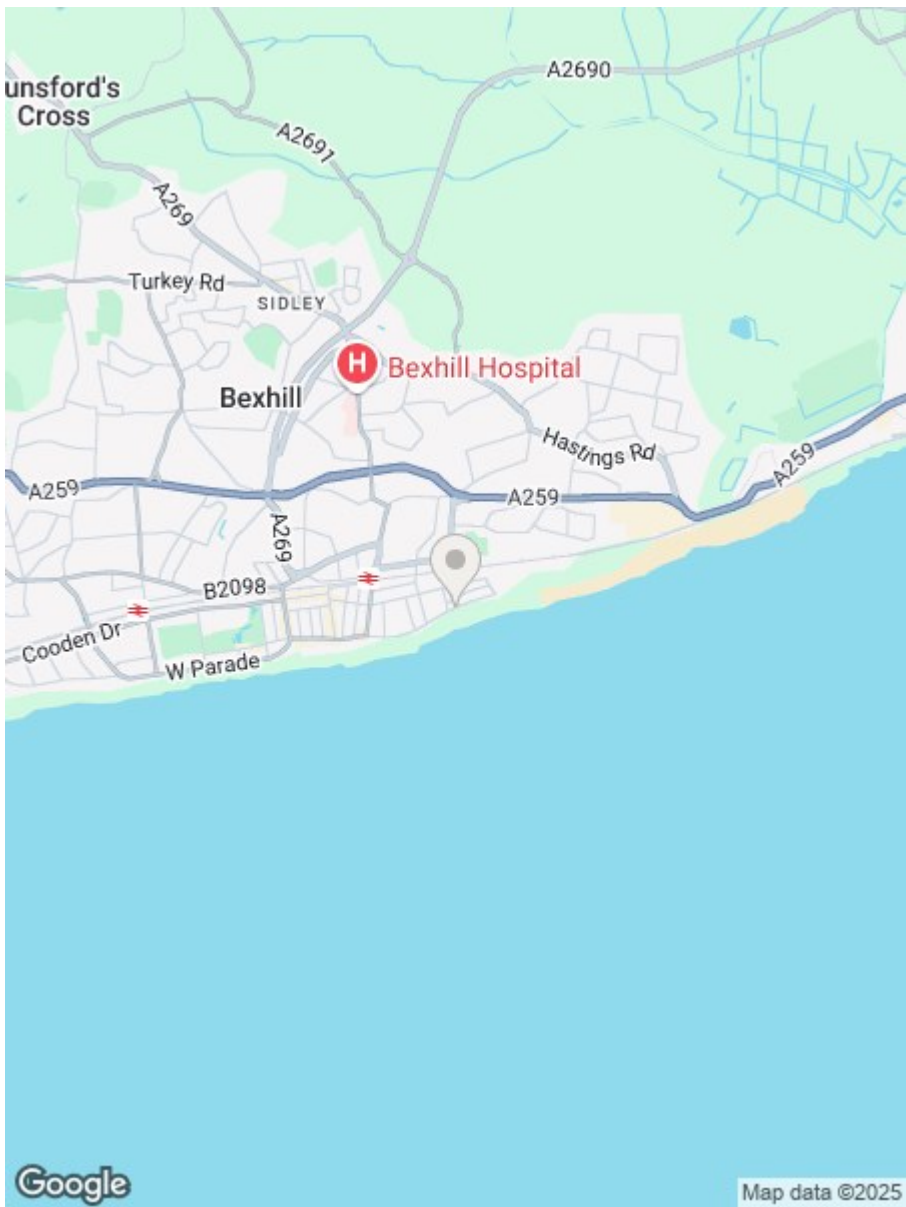 A2690
unsford's
Cross
A2691
A269
Turkey Rd
SIDLEY
H
Bexhill Hospital
Bexhill
Hastings Rd
A259
A259
A259
A269
B2098
Cooden Dr
W Parade
Google
Map data ©2025